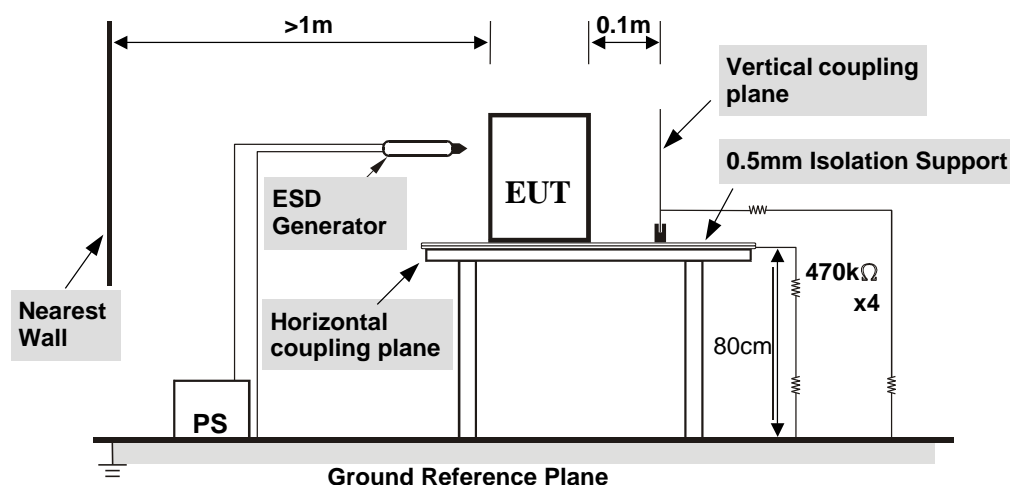 >1m
0.1m
Vertical coupling
plane
0.5mm Isolation Support
ESD
Generator
EUT
Nearest
Wall
Horizontal
coupling plane
470kΩ
x4
80cm
PS
Ground Reference Plane